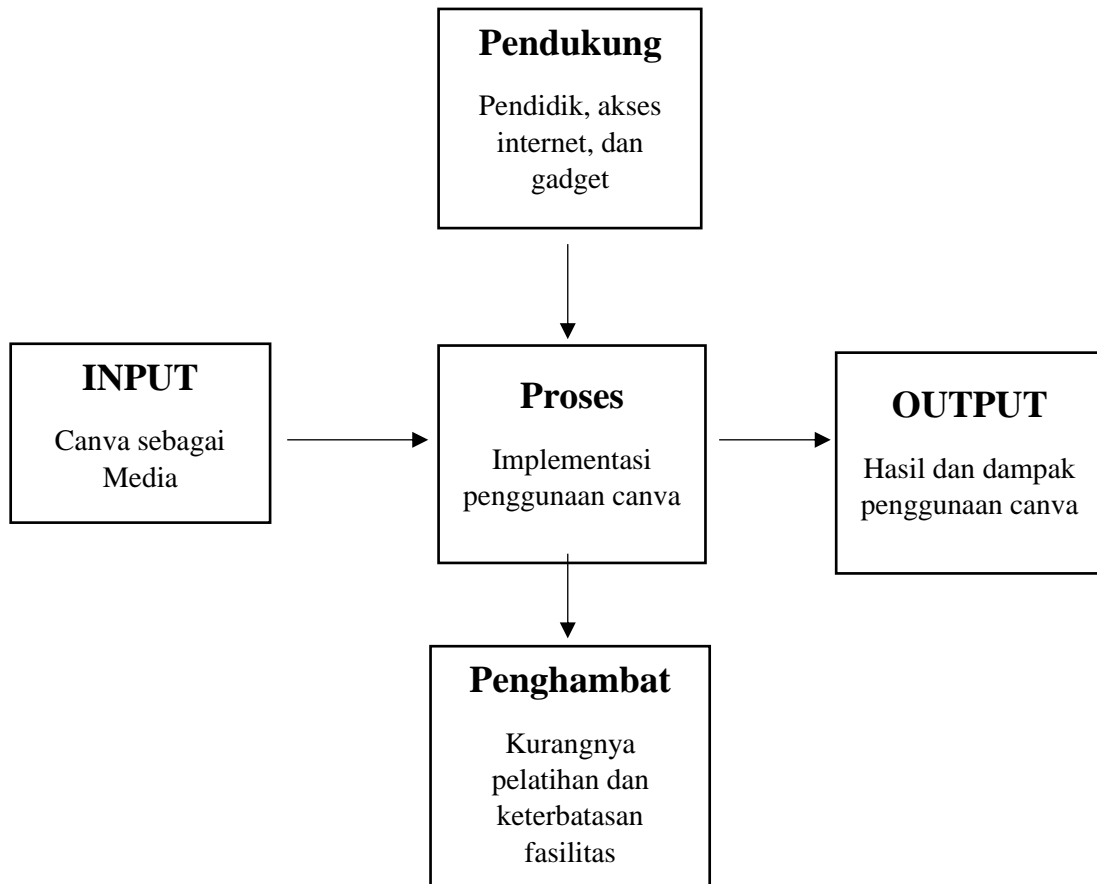 Pendukung
Pendidik, akses
internet, dan
gadget
INPUT
Canva sebagai
Media
Proses
Implementasi
penggunaan canva
OUTPUT
Hasil dan dampak
penggunaan canva
Penghambat
Kurangnya
pelatihan dan
keterbatasan
fasilitas